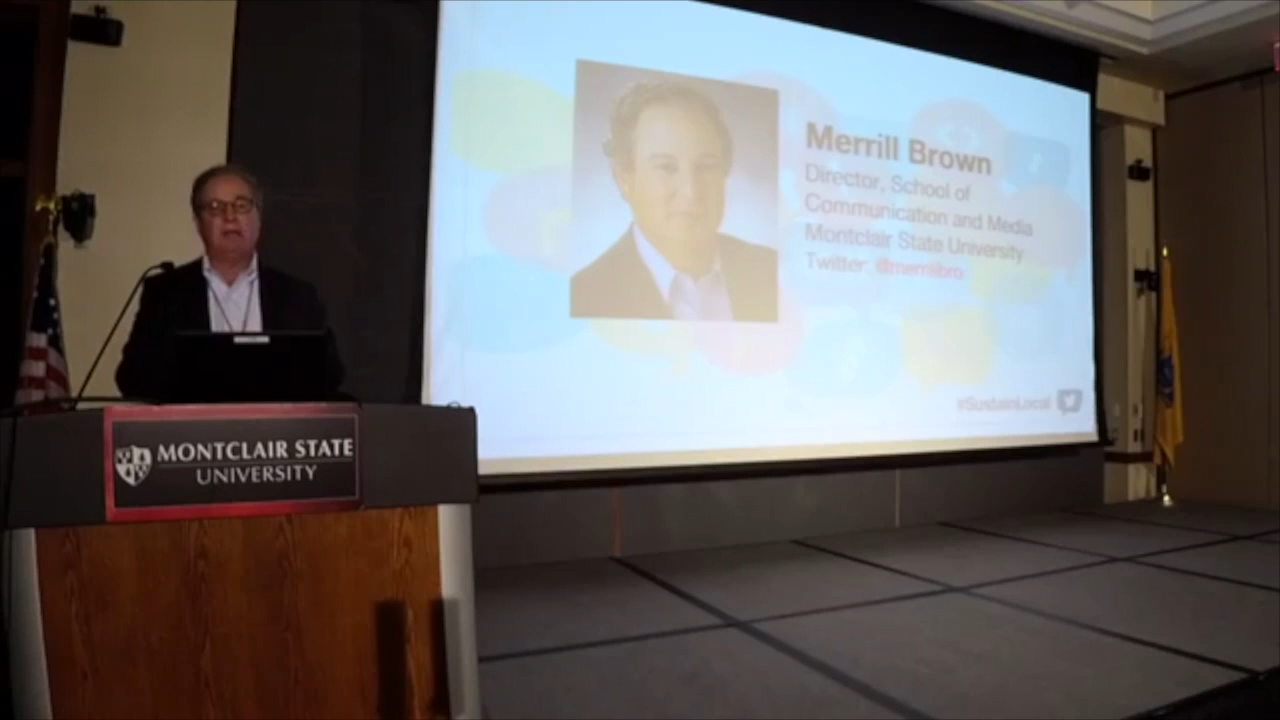 Merrill Brown
Director, School of
Communication and Media
Montclair State University
Twitter: @merrillbro
#SustainLocal
MONTCLAIR STATE
UNIVERSITY